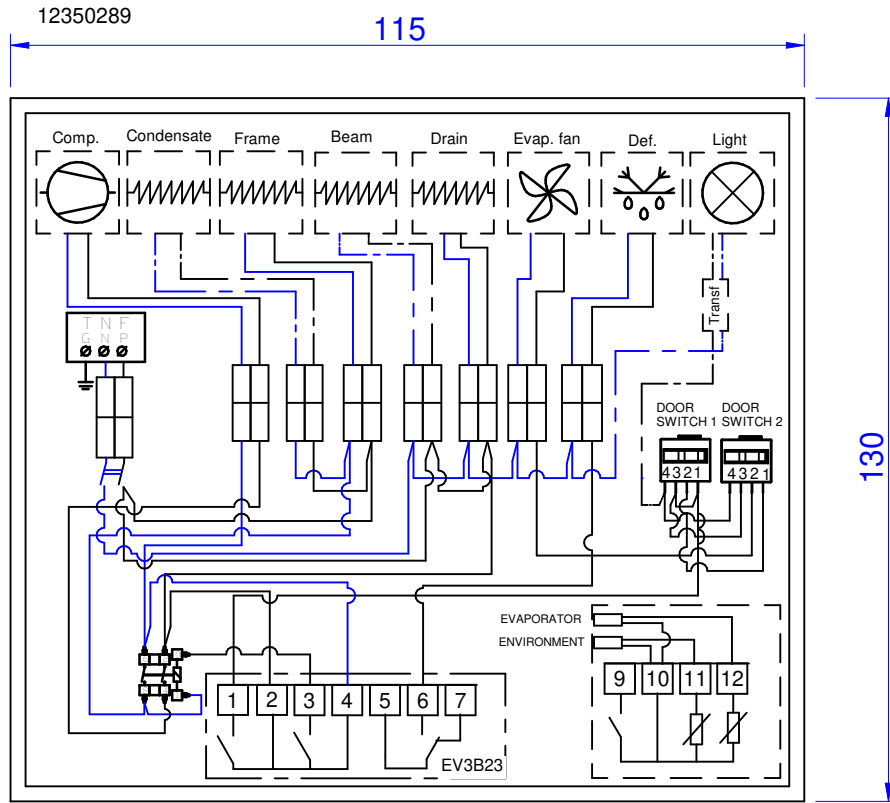 12350289
115
Comp. Condensate Frame Beam Drain Evap. fan Def. Light
T N F
G N P
Transf
DOOR SWITCH 1
DOOR SWITCH 2
4 3 2 1
4 3 2 1
130
EVAPORATOR
ENVIRONMENT
9 10 11 12
1 2 3 4 5 6 7
EV3B23